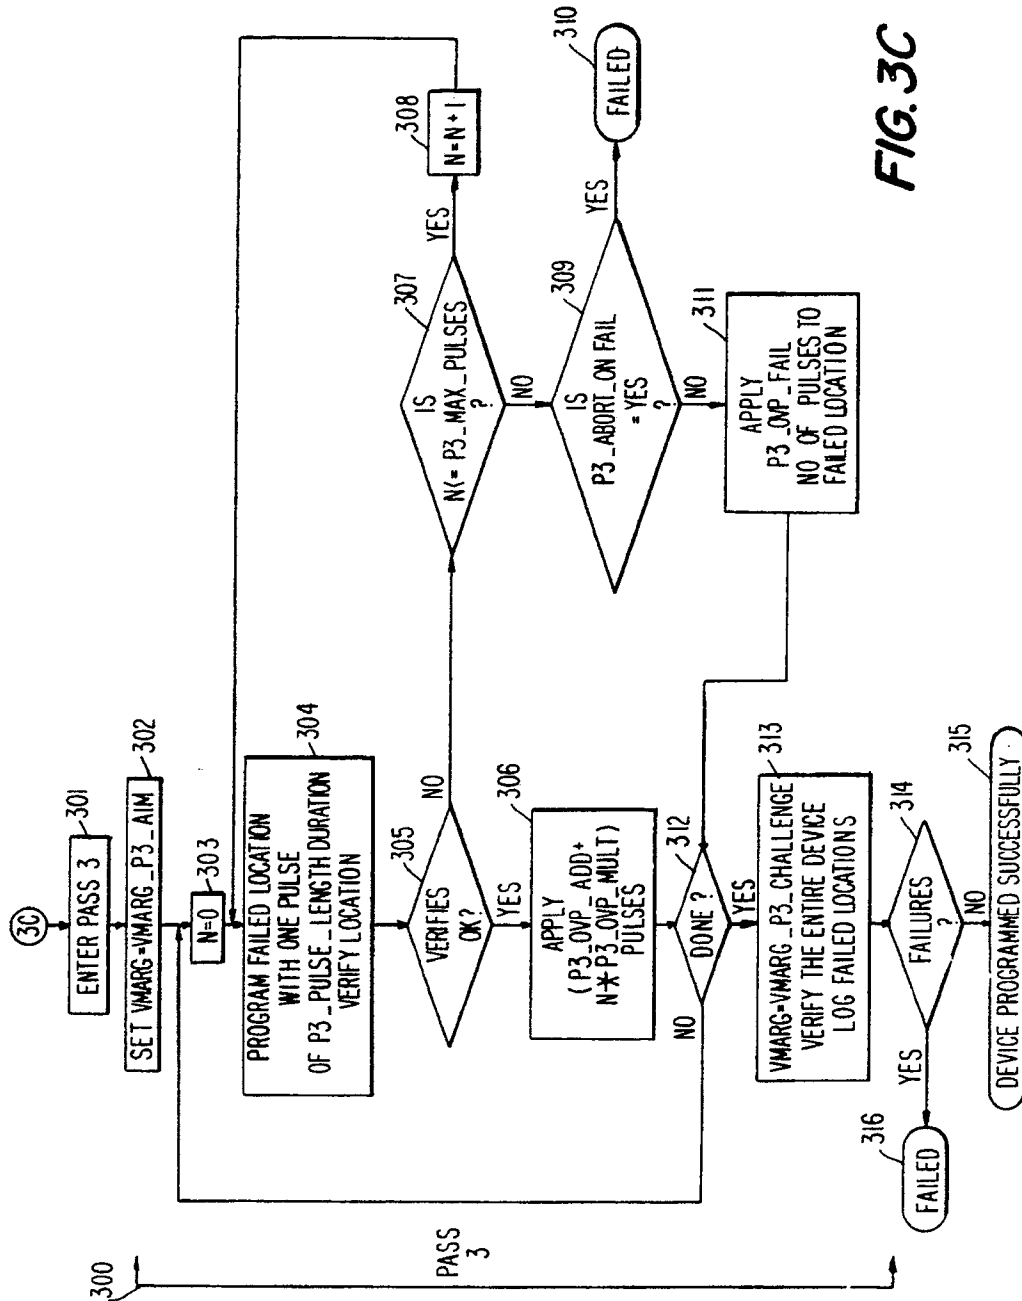 3C
301
ENTER PASS 3
302
SET VMARG=VMARG_P3_AIM
303
N=0
304
PROGRAM FAILED LOCATION
WITH ONE PULSE
OF P3_PULSE_LENGTH DURATION
VERIFY LOCATION
305
VERIFIES
OK?
NO
YES
306
APPLY
(P3_OVP_ADD+
N*P3_OVP_MULT)
PULSES
307
IS
N(=P3_MAX_PULSES
?
YES
NO
308
N=N+1
309
IS
P3_ABORT_ON FAIL
=YES
?
YES
NO
310
FAILED
311
APPLY
P3_OVP_FAIL
NO OF PULSES TO
FAILED LOCATION
312
DONE?
NO
YES
313
VMARG=VMARG_P3_CHALLENGE
VERIFY THE ENTIRE DEVICE
LOG FAILED LOCATIONS
314
FAILURES
?
YES
NO
315
DEVICE PROGRAMMED SUCCESSFULLY
316
FAILED
300
PASS
3
FIG.3C